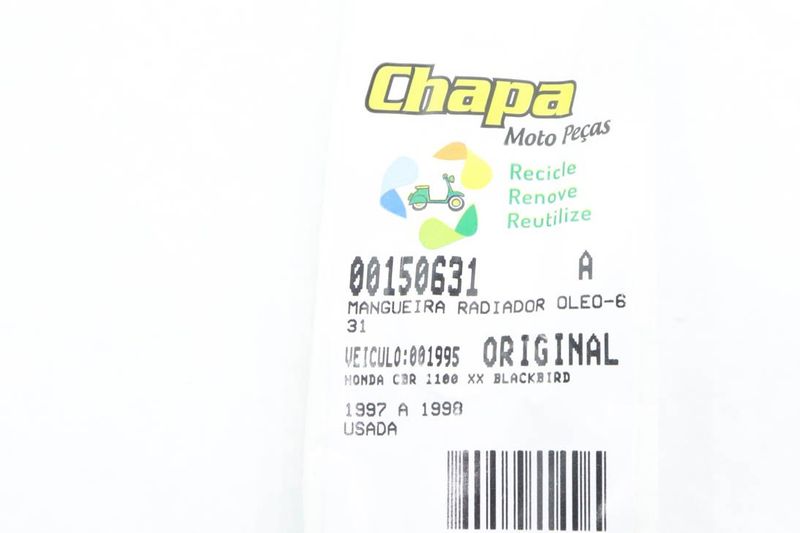 Chapa
Moto Peças
Recicle
Renove
Reutilize
00150631 A
MANGUEIRA RADIADOR OLEO-6
31
VEICULO:001995 ORIGINAL
HONDA CBR 1100 XX BLACKBIRD
1997 A 1998
USADA